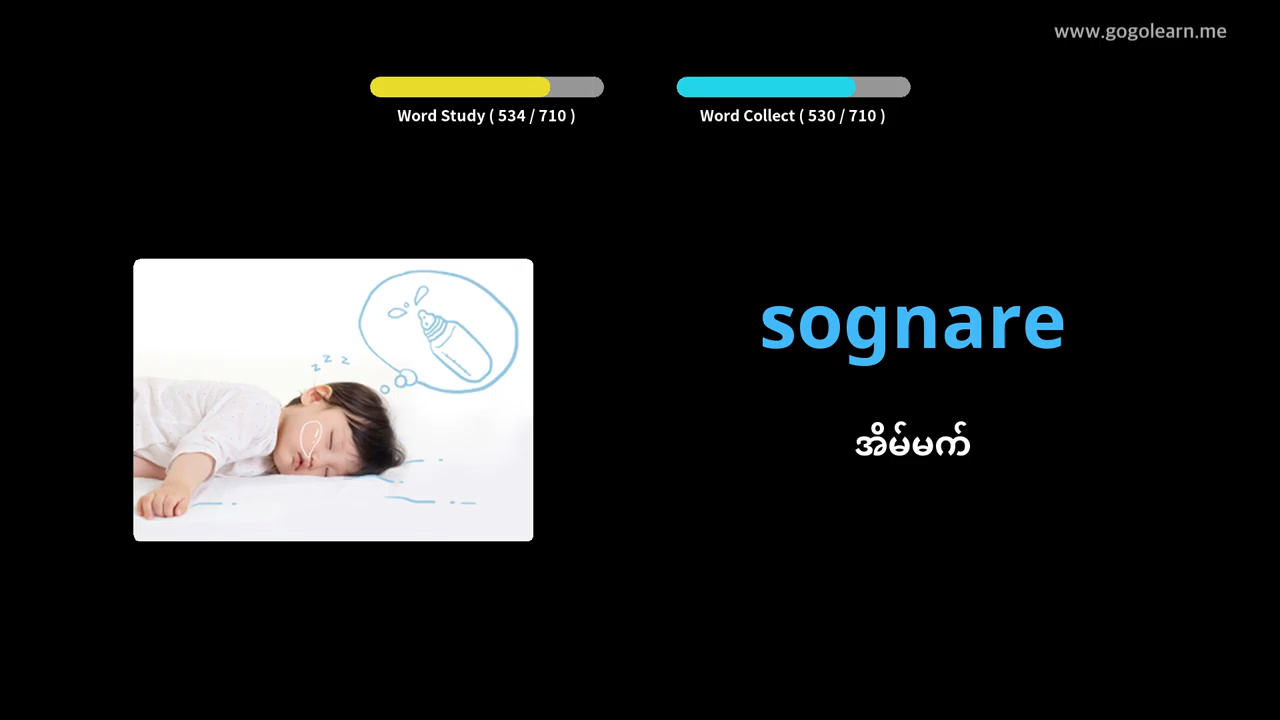 www.gogolearn.me
Word Study ( 534 / 710 )
Word Collect ( 530 / 710 )
z z z
sognare
အိမ်မက်